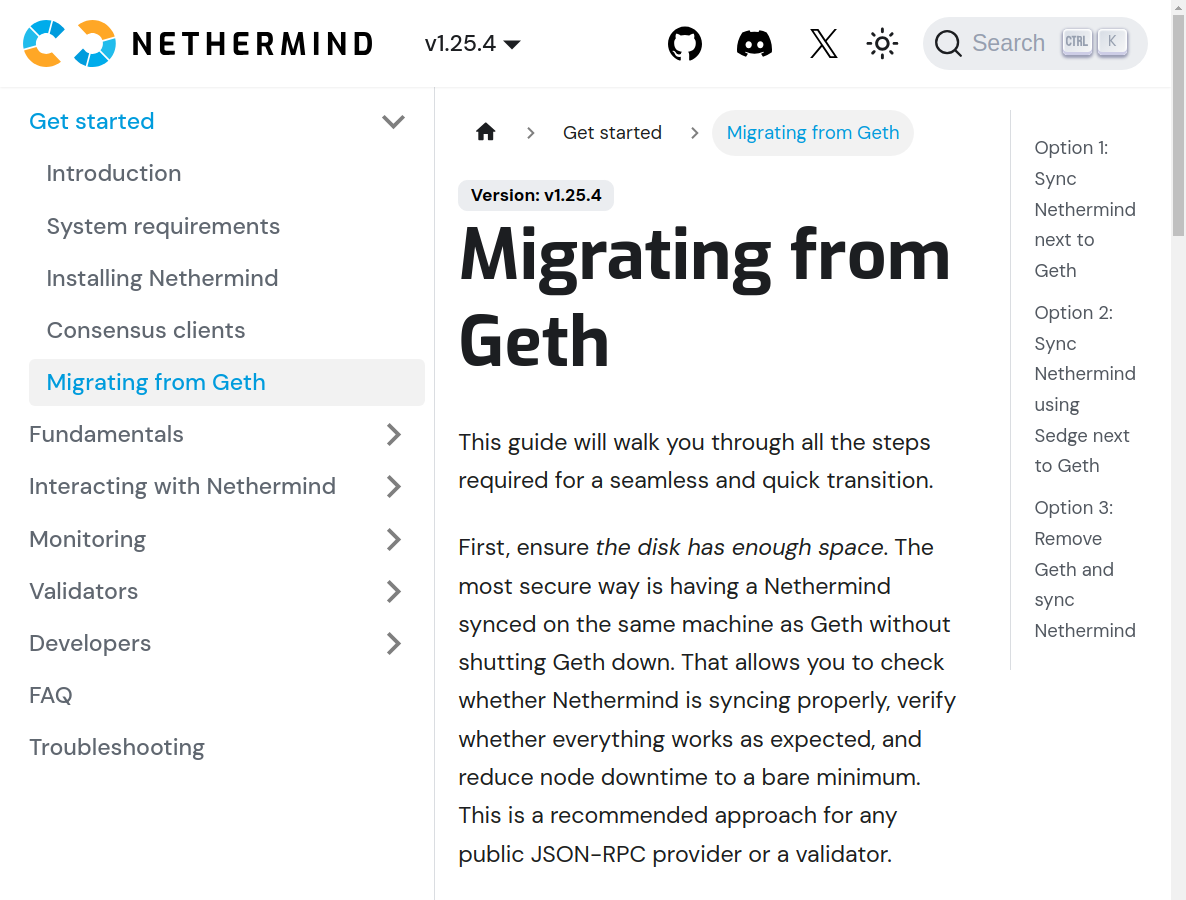 NETHERMIND
v1.25.4
Search
CTRL
K
Get started
Introduction
System requirements
Installing Nethermind
Consensus clients
Migrating from Geth
Fundamentals
Interacting with Nethermind
Monitoring
Validators
Developers
FAQ
Troubleshooting
Get started
Migrating from Geth
Version: v1.25.4
Migrating from
Geth
This guide will walk you through all the steps
required for a seamless and quick transition.
First, ensure the disk has enough space. The
most secure way is having a Nethermind
synced on the same machine as Geth without
shutting Geth down. That allows you to check
whether Nethermind is syncing properly, verify
whether everything works as expected, and
reduce node downtime to a bare minimum.
This is a recommended approach for any
public JSON-RPC provider or a validator.
Option 1:
Sync
Nethermind
next to
Geth
Option 2:
Sync
Nethermind
using
Sedge next
to Geth
Option 3:
Remove
Geth and
sync
Nethermind